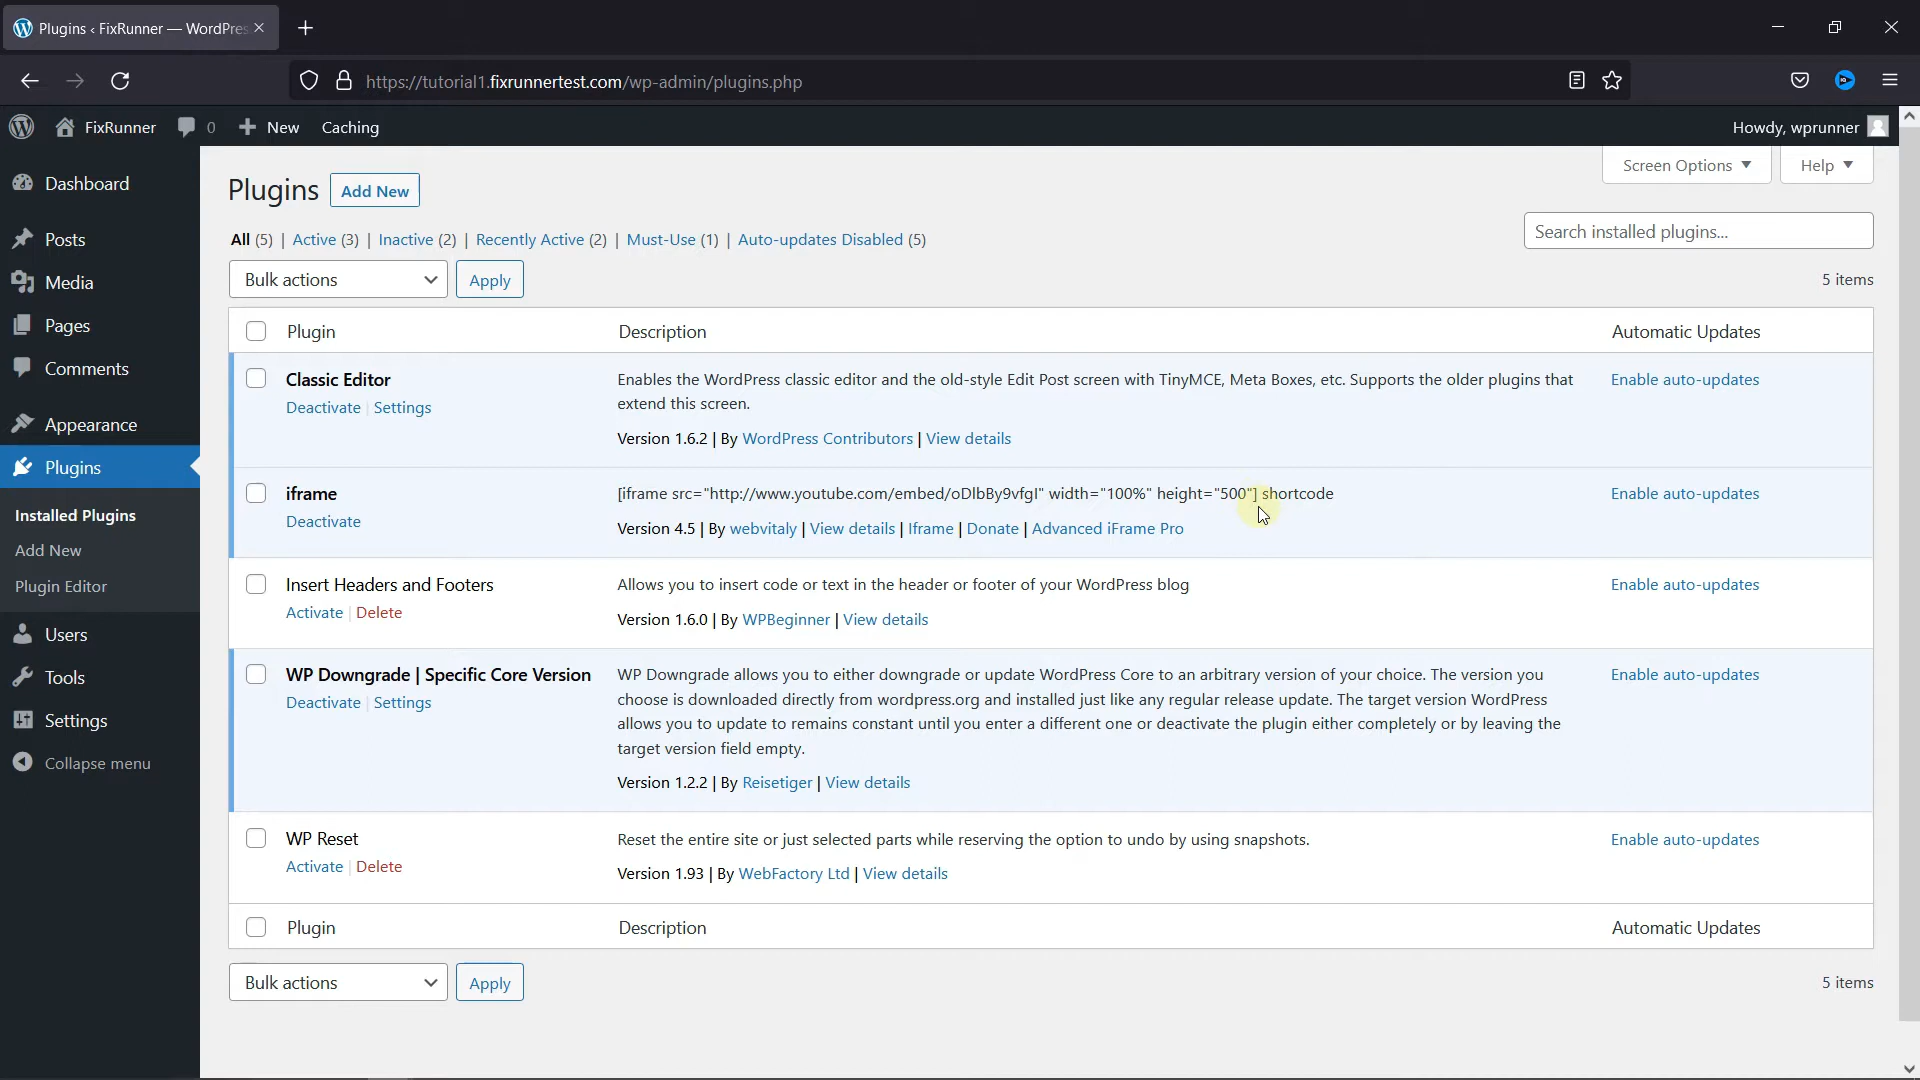 Plugins ‹ FixRunner — WordPres
https://tutorial1.fixrunnertest.com/wp-admin/plugins.php
FixRunner 0 New Caching
Howdy, wprunner
Dashboard
Posts
Media
Pages
Comments
Appearance
Plugins
Installed Plugins
Add New
Plugin Editor
Users
Tools
Settings
Collapse menu
Screen Options Help
Plugins Add New
All (5) | Active (3) | Inactive (2) | Recently Active (2) | Must-Use (1) | Auto-updates Disabled (5)
Search installed plugins...
Bulk actions Apply
5 items
Plugin Description Automatic Updates
Classic Editor
Deactivate | Settings
Enables the WordPress classic editor and the old-style Edit Post screen with TinyMCE, Meta Boxes, etc. Supports the older plugins that
extend this screen.
Version 1.6.2 | By WordPress Contributors | View details
Enable auto-updates
iframe
Deactivate
[iframe src="http://www.youtube.com/embed/oDlbBy9vfgI" width="100%" height="500"] shortcode
Version 4.5 | By webvitaly | View details | Iframe | Donate | Advanced iFrame Pro
Enable auto-updates
Insert Headers and Footers
Activate | Delete
Allows you to insert code or text in the header or footer of your WordPress blog
Version 1.6.0 | By WPBeginner | View details
Enable auto-updates
WP Downgrade | Specific Core Version
Deactivate | Settings
WP Downgrade allows you to either downgrade or update WordPress Core to an arbitrary version of your choice. The version you
choose is downloaded directly from wordpress.org and installed just like any regular release update. The target version WordPress
allows you to update to remains constant until you enter a different one or deactivate the plugin either completely or by leaving the
target version field empty.
Version 1.2.2 | By Reisetiger | View details
Enable auto-updates
WP Reset
Activate | Delete
Reset the entire site or just selected parts while reserving the option to undo by using snapshots.
Version 1.93 | By WebFactory Ltd | View details
Enable auto-updates
Plugin Description Automatic Updates
Bulk actions Apply
5 items